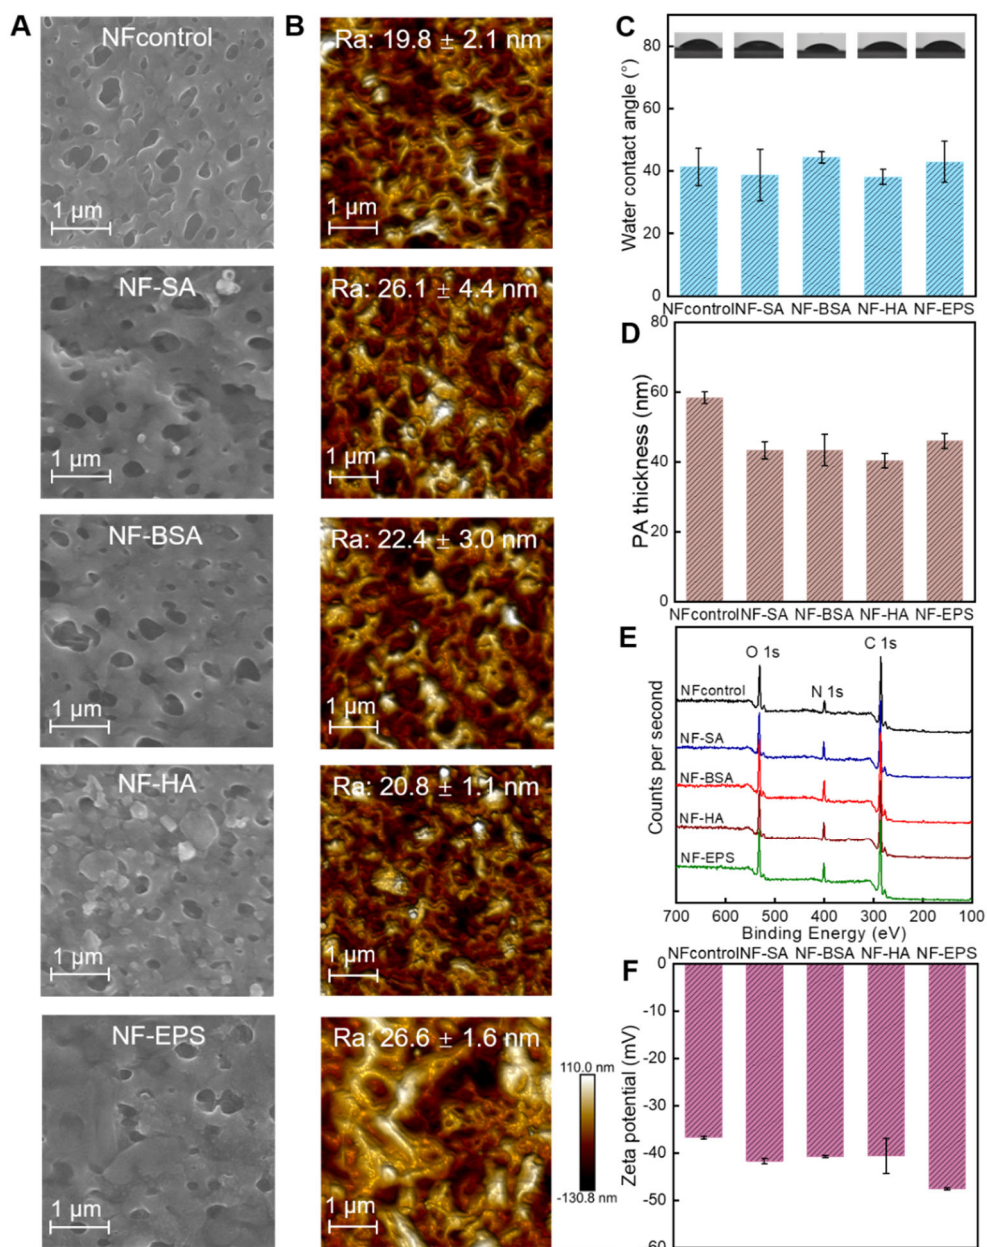 A
NFcontrol
1 μm
NF-SA
1 μm
NF-BSA
1 μm
NF-HA
1 μm
NF-EPS
1 μm
B
Ra: 19.8 ± 2.1 nm
1 μm
Ra: 26.1 ± 4.4 nm
1 μm
Ra: 22.4 ± 3.0 nm
1 μm
Ra: 20.8 ± 1.1 nm
1 μm
Ra: 26.6 ± 1.6 nm
1 μm
110.0 nm
-130.8 nm
C
Water contact angle (°)
80
60
40
20
0
NFcontrol NF-SA NF-BSA NF-HA NF-EPS
D
PA thickness (nm)
80
60
40
20
0
NFcontrol NF-SA NF-BSA NF-HA NF-EPS
E
Counts per second
O 1s
N 1s
C 1s
NFcontrol
NF-SA
NF-BSA
NF-HA
NF-EPS
700 600 500 400 300 200 100
Binding Energy (eV)
F
NFcontrol NF-SA NF-BSA NF-HA NF-EPS
Zeta potential (mV)
0
-10
-20
-30
-40
-50
-60